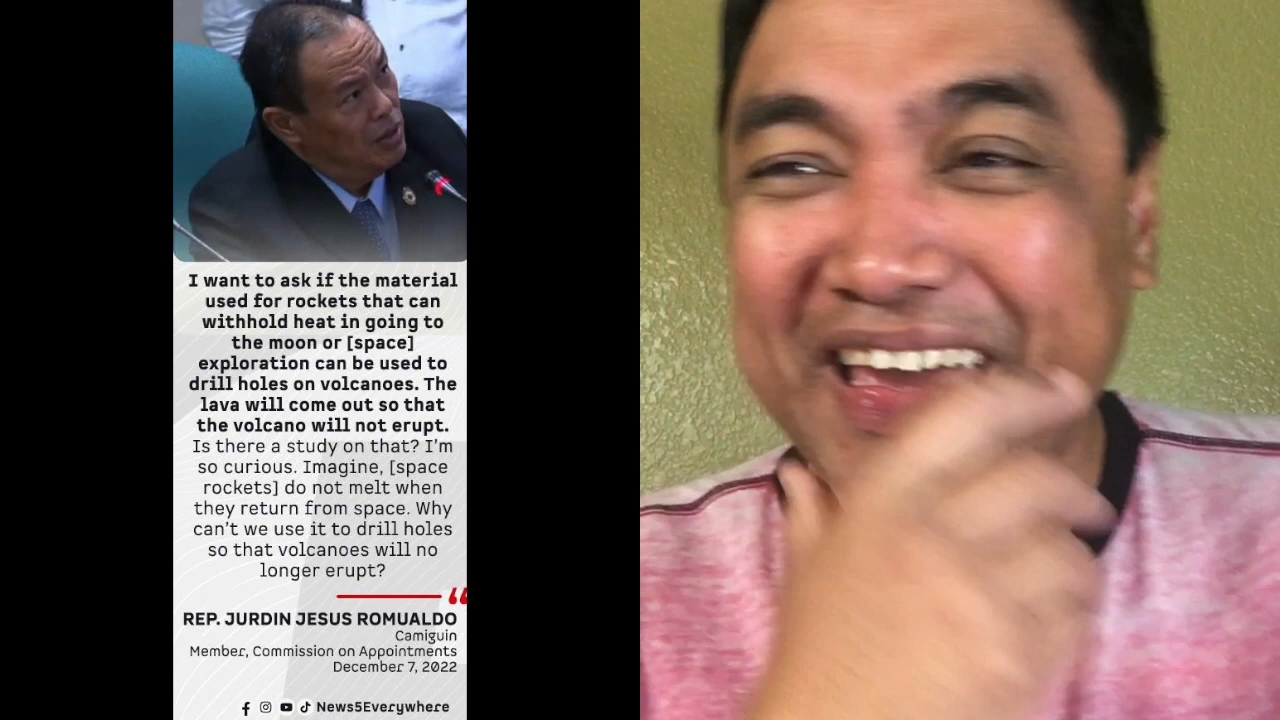 I want to ask if the material
used for rockets that can
withhold heat in going to
the moon or [space]
exploration can be used to
drill holes on volcanoes. The
lava will come out so that
the volcano will not erupt.
Is there a study on that? I'm
so curious. Imagine, [space
rockets] do not melt when
they return from space. Why
can't we use it to drill holes
so that volcanoes will no
longer erupt?
REP. JURDIN JESUS ROMUALDO
Camiguin
Member, Commission on Appointments
December 7, 2022
News5Everywhere